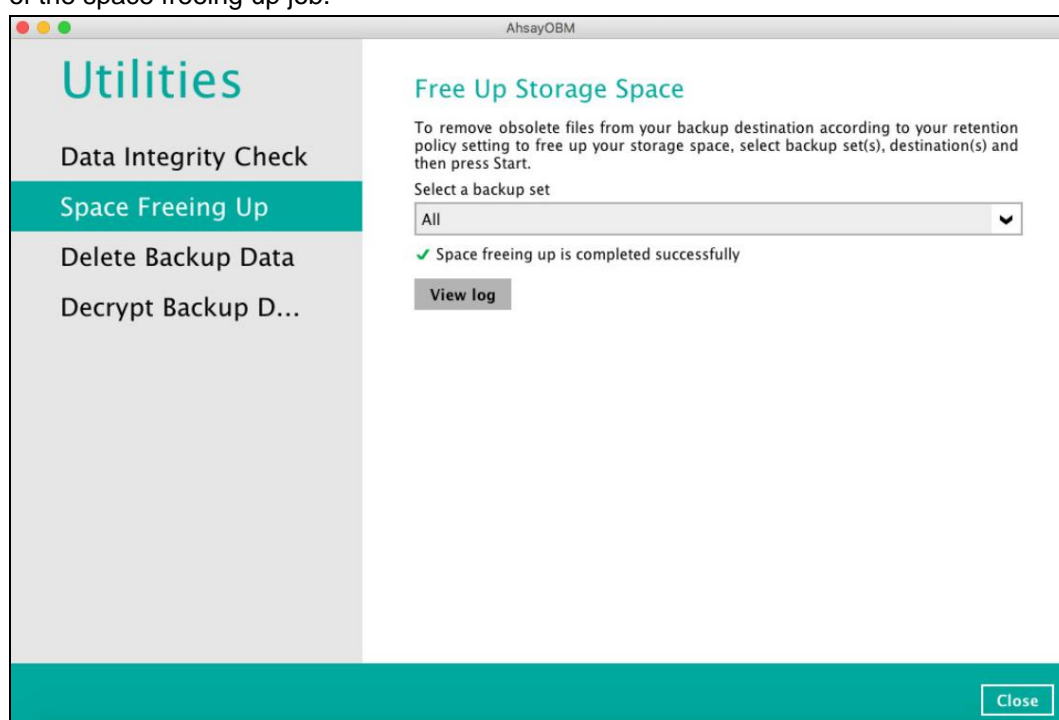 of the space freeing up job.
AhsayOBM
Utilities
Data Integrity Check
Space Freeing Up
Delete Backup Data
Decrypt Backup D...
Free Up Storage Space
To remove obsolete files from your backup destination according to your retention
policy setting to free up your storage space, select backup set(s), destination(s) and
then press Start.
Select a backup set
All
Space freeing up is completed successfully
View log
Close